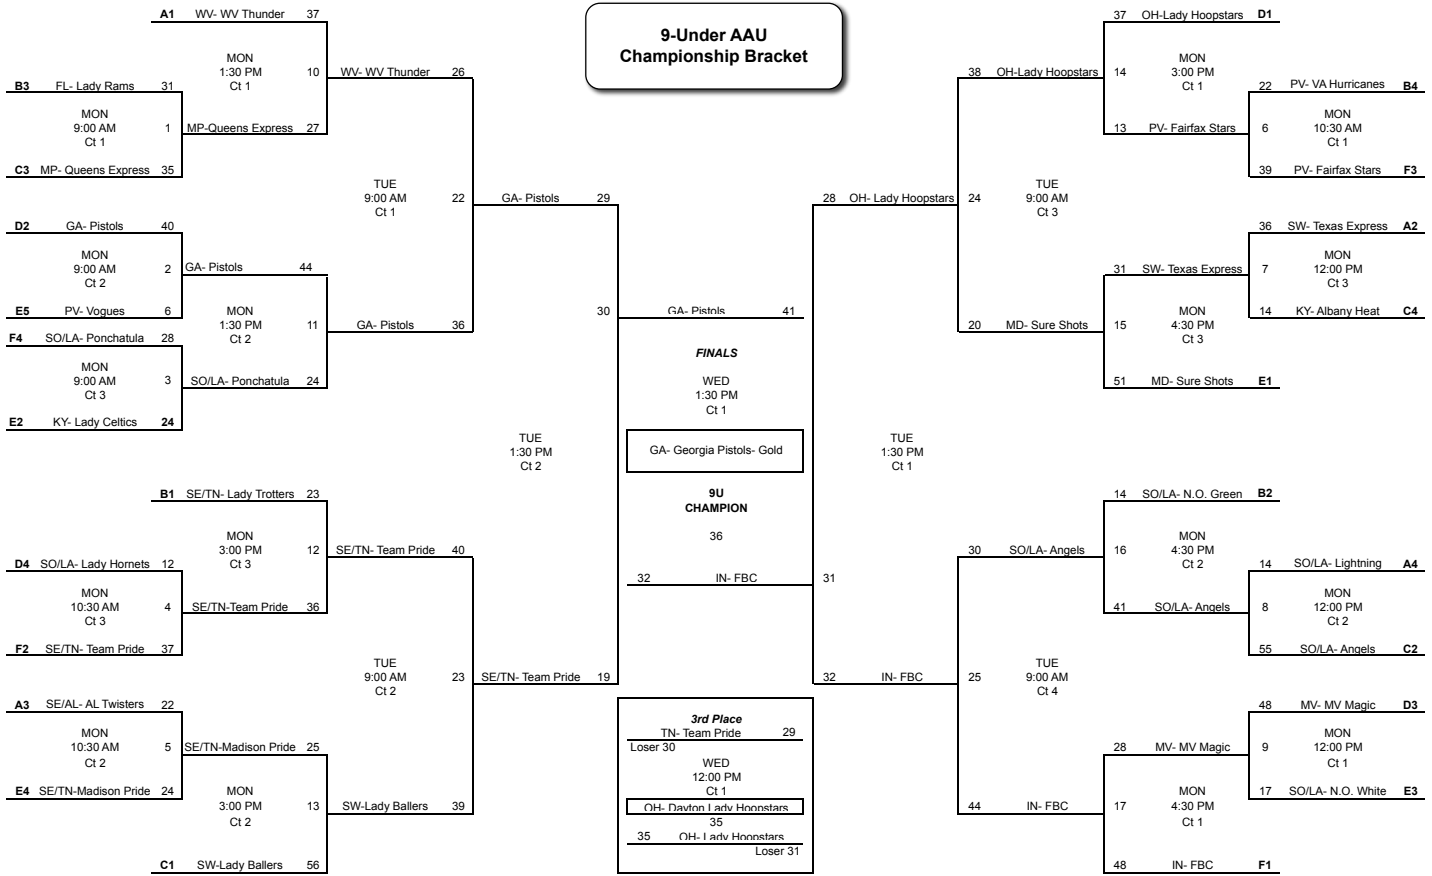 9-Under AAU
Championship Bracket
A1 WV- WV Thunder 37
MON
1:30 PM
Ct 1
10 WV- WV Thunder 26
B3 FL- Lady Rams 31
MON
9:00 AM
Ct 1
1 MP-Queens Express 27
C3 MP- Queens Express 35
TUE
9:00 AM
Ct 1
22 GA- Pistols 29
D2 GA- Pistols 40
MON
9:00 AM
Ct 2
2 GA- Pistols 44
E5 PV- Vogues 6
MON
1:30 PM
Ct 2
11 GA- Pistols 36
F4 SO/LA- Ponchatula 28
MON
9:00 AM
Ct 3
3 SO/LA- Ponchatula 24
E2 KY- Lady Celtics 24
TUE
1:30 PM
Ct 2
30 GA- Pistols 41
B1 SE/TN- Lady Trotters 23
MON
3:00 PM
Ct 3
12 SE/TN- Team Pride 40
D4 SO/LA- Lady Hornets 12
MON
10:30 AM
Ct 3
4 SE/TN-Team Pride 36
F2 SE/TN- Team Pride 37
TUE
9:00 AM
Ct 2
23 SE/TN- Team Pride 19
A3 SE/AL- AL Twisters 22
MON
10:30 AM
Ct 2
5 SE/TN-Madison Pride 25
E4 SE/TN-Madison Pride 24
MON
3:00 PM
Ct 2
13 SW-Lady Ballers 39
C1 SW-Lady Ballers 56
FINALS
WED
1:30 PM
Ct 1
GA- Georgia Pistols- Gold
9U
CHAMPION
36
32 IN- FBC 31
3rd Place
TN- Team Pride 29
Loser 30
WED
12:00 PM
Ct 1
OH- Dayton Lady Hoopstars
35
35 OH- Lady Hoopstars
Loser 31
37 OH-Lady Hoopstars D1
MON
3:00 PM
Ct 1
38 OH-Lady Hoopstars 14
22 PV- VA Hurricanes B4
MON
10:30 AM
Ct 1
13 PV- Fairfax Stars 6
39 PV- Fairfax Stars F3
TUE
9:00 AM
Ct 3
28 OH- Lady Hoopstars 24
36 SW- Texas Express A2
MON
12:00 PM
Ct 3
31 SW- Texas Express 7
14 KY- Albany Heat C4
MON
4:30 PM
Ct 3
20 MD- Sure Shots 15
51 MD- Sure Shots E1
TUE
1:30 PM
Ct 1
14 SO/LA- N.O. Green B2
MON
4:30 PM
Ct 2
30 SO/LA- Angels 16
14 SO/LA- Lightning A4
MON
12:00 PM
Ct 2
41 SO/LA- Angels 8
55 SO/LA- Angels C2
TUE
9:00 AM
Ct 4
32 IN- FBC 25
48 MV- MV Magic D3
MON
12:00 PM
Ct 1
28 MV- MV Magic 9
17 SO/LA- N.O. White E3
MON
4:30 PM
Ct 1
44 IN- FBC 17
48 IN- FBC F1